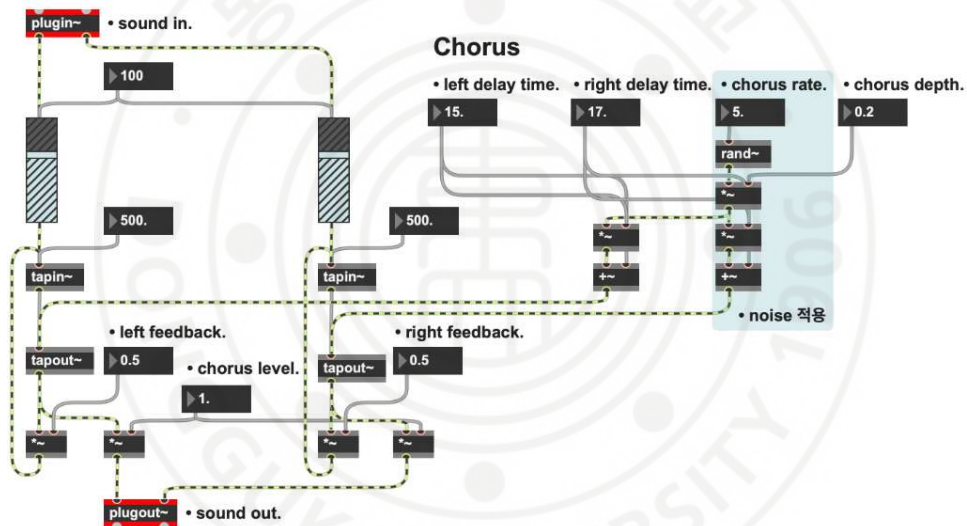 plugin~
• sound in.
100
Chorus
• left delay time.
• right delay time.
• chorus rate.
• chorus depth.
15.
17.
5.
0.2
rand~
*~
500.
500.
*~
*~
tapin~
tapin~
+~
+~
• noise 적용
• left feedback.
• right feedback.
tapout~
0.5
• chorus level.
tapout~
0.5
1.
*~
*~
*~
*~
plugout~
• sound out.
1906